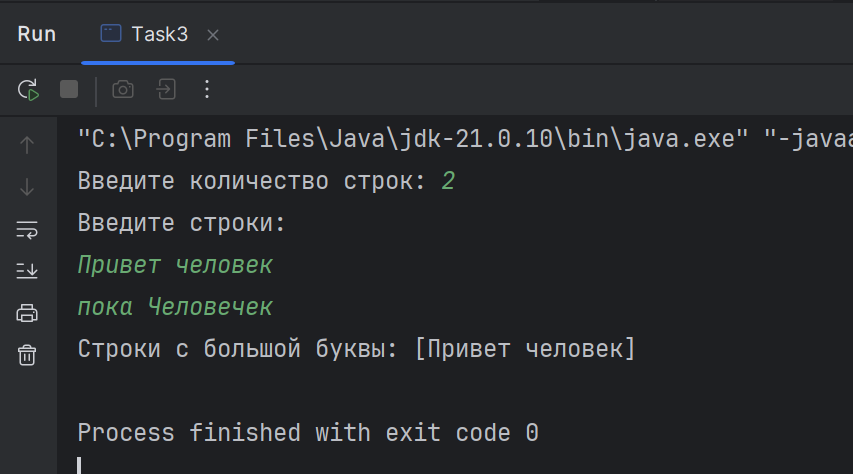 Run Task3
"C:\Program Files\Java\jdk-21.0.10\bin\java.exe" "-javaa
Введите количество строк: 2
Введите строки:
Привет человек
пока Человечек
Строки с большой буквы: [Привет человек]
Process finished with exit code 0